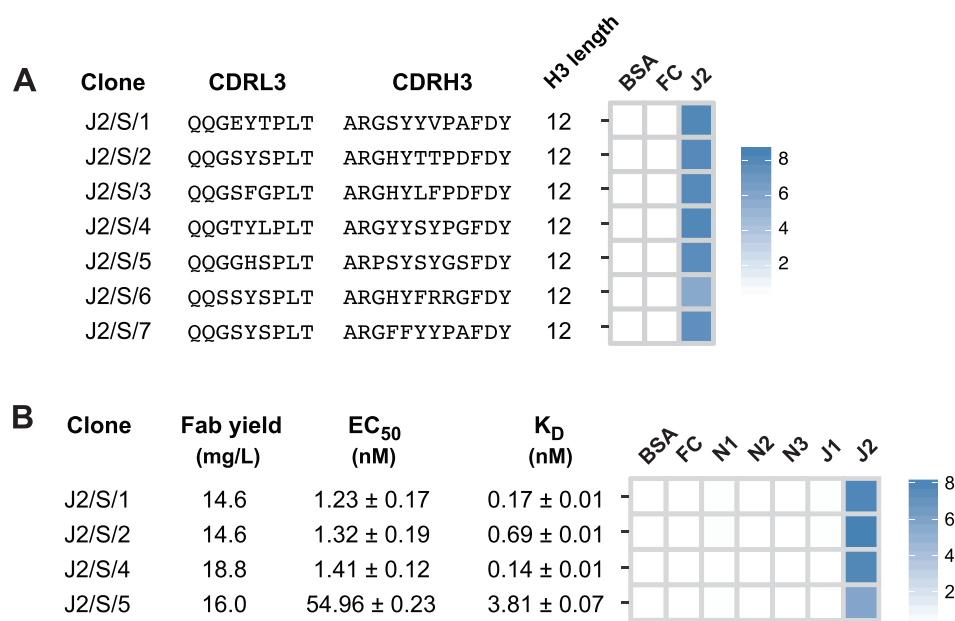 A Clone CDRL3 CDRH3 H3 length BSA FC J2
J2/S/1 QQGEYTPLT ARGSYYVPAFDY 12
J2/S/2 QQGSYSPLT ARGHYTTPDFDY 12
J2/S/3 QQGSFGPLT ARGHYLFPDFDY 12
J2/S/4 QQGTYLPLT ARGYYSYPGFDY 12
J2/S/5 QQGGHSPLT ARPSYSYGSFDY 12
J2/S/6 QQSSYSPLT ARGHYFRRGFDY 12
J2/S/7 QQGSYSPLT ARGFFYYPAFDY 12
8
6
4
2
B Clone Fab yield EC50 KD BSA FC N1 N2 N3 J1 J2
(mg/L) (nM) (nM)
J2/S/1 14.6 1.23 ± 0.17 0.17 ± 0.01
J2/S/2 14.6 1.32 ± 0.19 0.69 ± 0.01
J2/S/4 18.8 1.41 ± 0.12 0.14 ± 0.01
J2/S/5 16.0 54.96 ± 0.23 3.81 ± 0.07
8
6
4
2